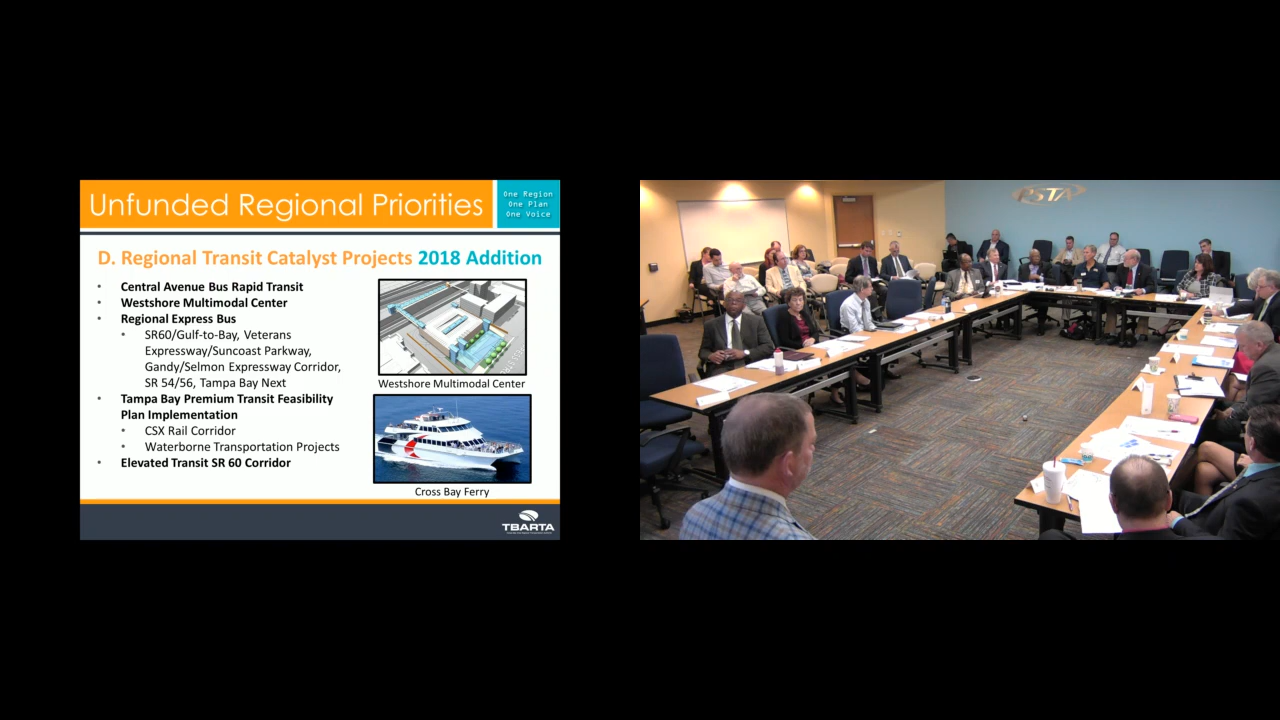 Unfunded Regional Priorities
One Region
One Plan
One Voice
D. Regional Transit Catalyst Projects 2018 Addition
• Central Avenue Bus Rapid Transit
• Westshore Multimodal Center
• Regional Express Bus
• SR60/Gulf-to-Bay, Veterans
Expressway/Suncoast Parkway,
Gandy/Selmon Expressway Corridor,
SR 54/56, Tampa Bay Next
• Tampa Bay Premium Transit Feasibility
Plan Implementation
• CSX Rail Corridor
• Waterborne Transportation Projects
• Elevated Transit SR 60 Corridor
Westshore Multimodal Center
Cross Bay Ferry
TBARTA
PSTA